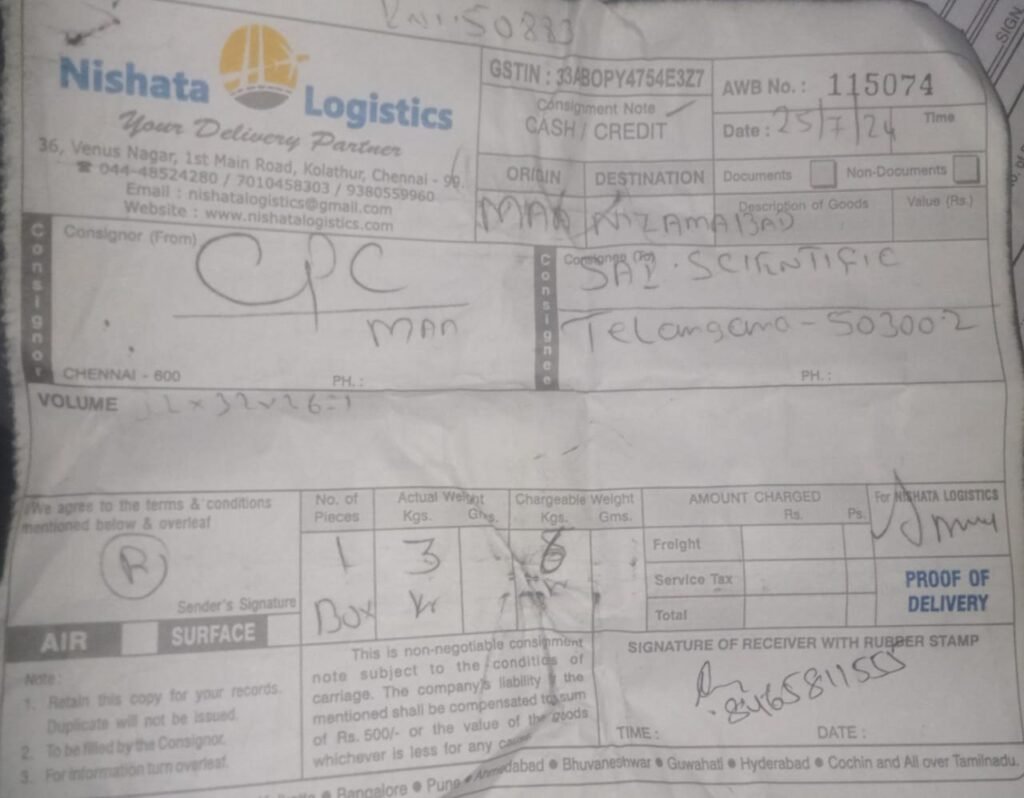 50883
Nishata Logistics
Your Delivery Partner
36, Venus Nagar, 1st Main Road, Kolathur, Chennai - 99.
☎ 044-48524280 / 7010458303 / 9380559960
Email : nishatalogistics@gmail.com
Website : www.nishatalogistics.com
GSTIN : 33ABOPY4754E3Z7
Consignment Note
CASH / CREDIT
AWB No. : 115074
Date : 25/7/24 Time
ORIGIN DESTINATION
Documents Non-Documents
MAA NIZAMABAD
Description of Goods Value (Rs.)
Consignor
Consignor (From)
CPC
MAA
CHENNAI - 600 PH. :
Consignee
Consignee (To)
SAI . SCIENTIFIC
Telangana - 503002
PH. :
VOLUME 32 x 26
I/We agree to the terms & conditions
mentioned below & overleaf
R
Sender's Signature
AIR SURFACE
No. of Pieces
Actual Weight
Kgs. Gms.
Chargeable Weight
Kgs. Gms.
1 3 6
Box
AMOUNT CHARGED
Rs. Ps.
Freight
Service Tax
Total
For NISHATA LOGISTICS
PROOF OF
DELIVERY
Note :
1. Retain this copy for your records.
Duplicate will not be issued.
2. To be filled by the Consignor.
3. For information turn overleaf.
This is non-negotiable consignment
note subject to the condition of
carriage. The company's liability the
mentioned shall be compensated to sum
of Rs. 500/- or the value of the goods
whichever is less for any
SIGNATURE OF RECEIVER WITH RUBBER STAMP
8465811555
TIME : DATE :
Bangalore ● Pune ● Ahmedabad ● Bhuvaneshwar ● Guwahati ● Hyderabad ● Cochin and All over Tamilnadu.